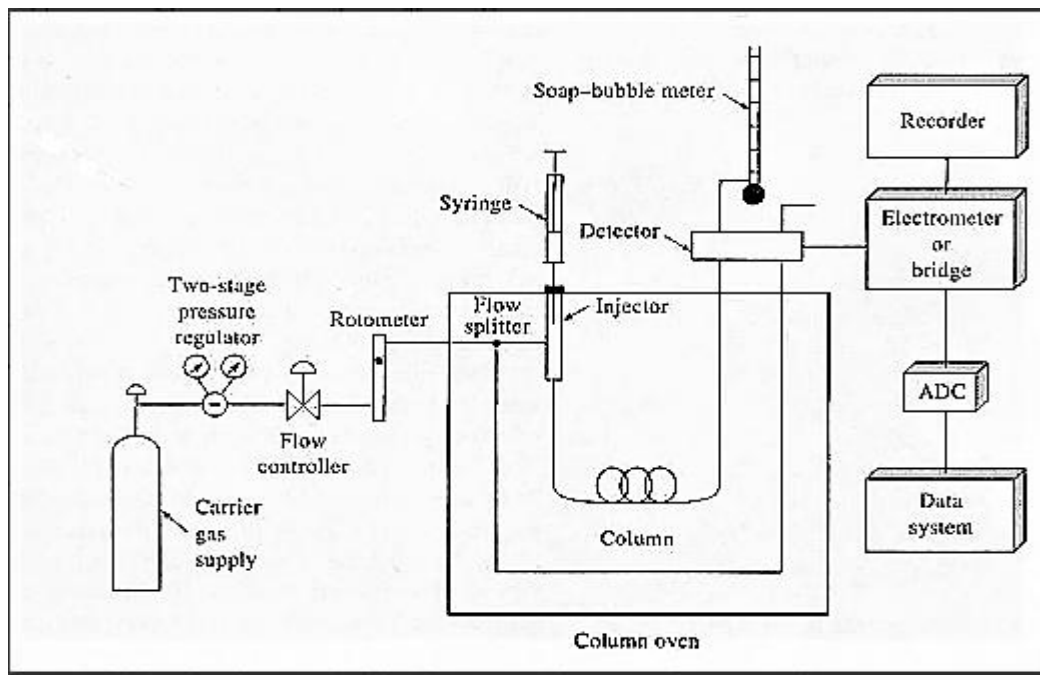 Soap-bubble meter
Recorder
Syringe
Detector
Electrometer
or
bridge
Two-stage
pressure
regulator
Rotometer
Flow
splitter
Injector
ADC
Flow
controller
Carrier
gas
supply
Column
Data
system
Column oven